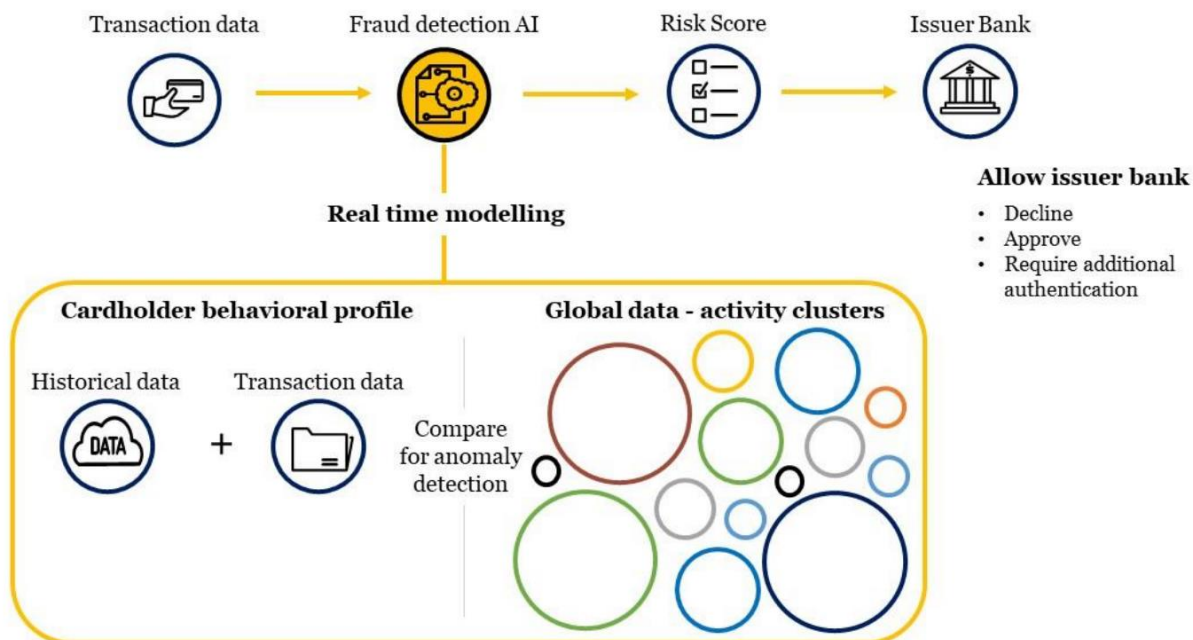 Transaction data
Fraud detection AI
Risk Score
Issuer Bank
$
Allow issuer bank
• Decline
• Approve
• Require additional
authentication
Real time modelling
Cardholder behavioral profile
Historical data
DATA
+
Transaction data
Compare
for anomaly
detection
Global data - activity clusters